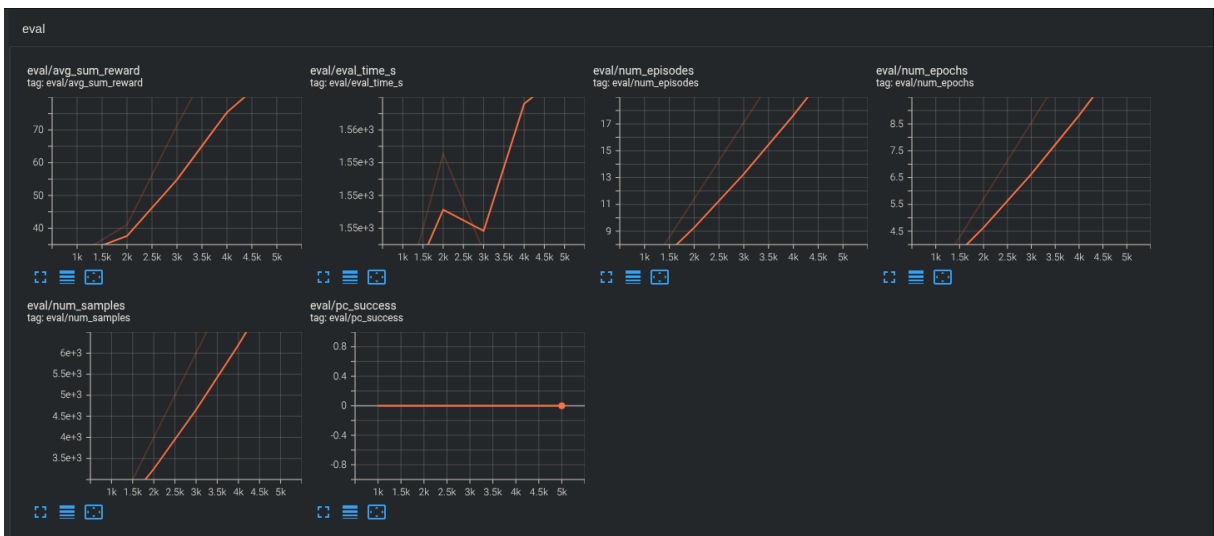 eval
eval/avg_sum_reward
tag: eval/avg_sum_reward
70
60
50
40
1k 1.5k 2k 2.5k 3k 3.5k 4k 4.5k 5k
eval/eval_time_s
tag: eval/eval_time_s
1.56e+3
1.55e+3
1.55e+3
1.55e+3
1k 1.5k 2k 2.5k 3k 3.5k 4k 4.5k 5k
eval/num_episodes
tag: eval/num_episodes
17
15
13
11
9
1k 1.5k 2k 2.5k 3k 3.5k 4k 4.5k 5k
eval/num_epochs
tag: eval/num_epochs
8.5
7.5
6.5
5.5
4.5
1k 1.5k 2k 2.5k 3k 3.5k 4k 4.5k 5k
eval/num_samples
tag: eval/num_samples
6e+3
5.5e+3
5e+3
4.5e+3
4e+3
3.5e+3
1k 1.5k 2k 2.5k 3k 3.5k 4k 4.5k 5k
eval/pc_success
tag: eval/pc_success
0.8
0.4
0
-0.4
-0.8
1k 1.5k 2k 2.5k 3k 3.5k 4k 4.5k 5k